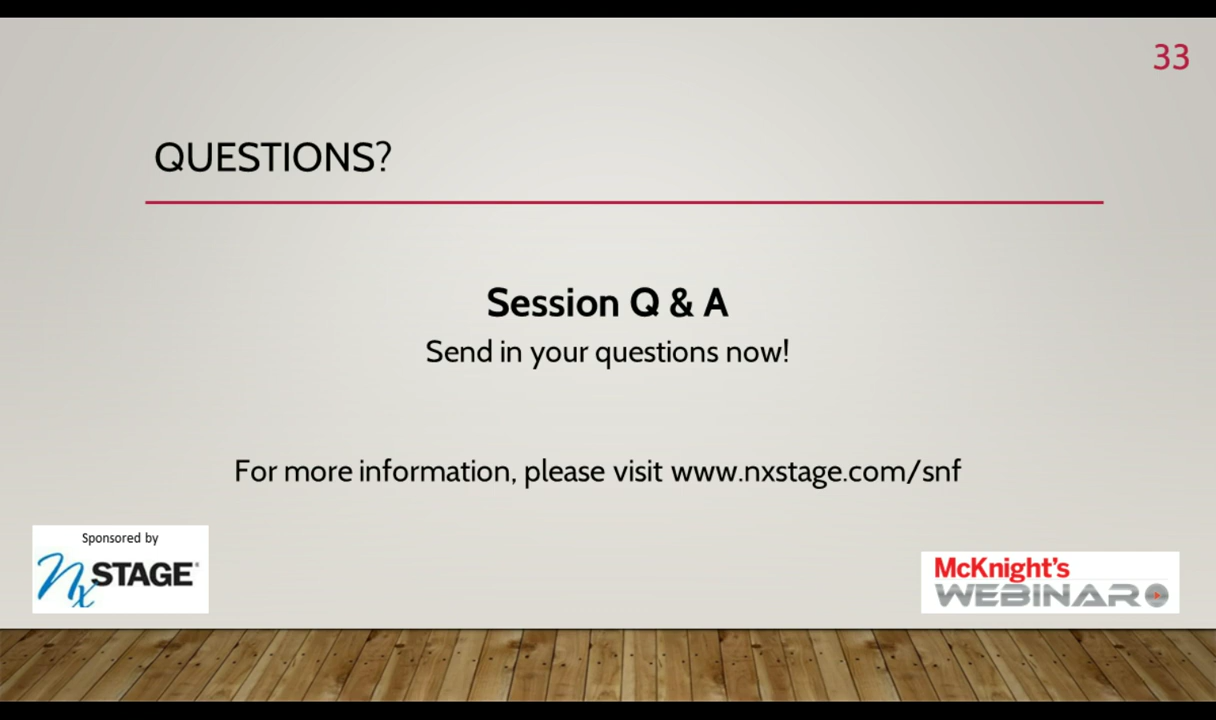 33
QUESTIONS?
Session Q & A
Send in your questions now!
For more information, please visit www.nxstage.com/snf
Sponsored by
NxSTAGE®
McKnight's
WEBINAR